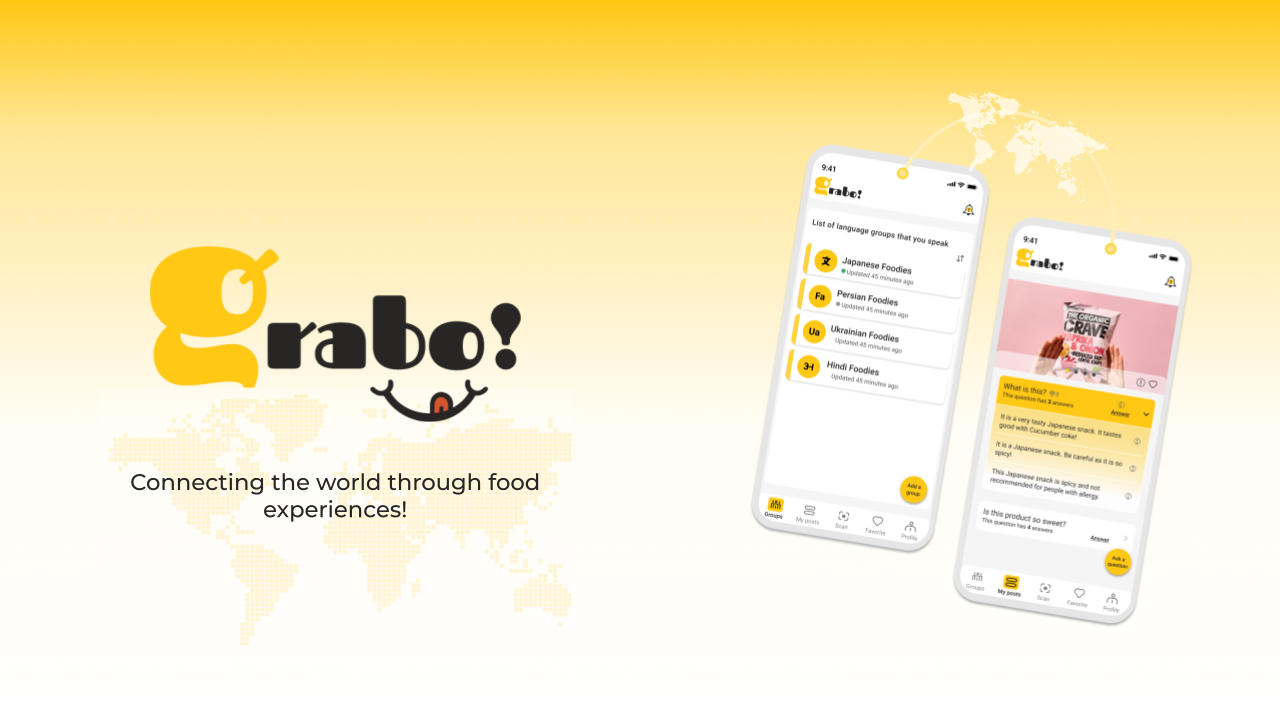 grabo!
Connecting the world through food
experiences!
9:41
grabo!
List of language groups that you speak
文
Japanese Foodies
Updated 45 minutes ago
Fa
Persian Foodies
Updated 45 minutes ago
Ua
Ukrainian Foodies
Updated 45 minutes ago
Hindi Foodies
Updated 45 minutes ago
Add a
group
Groups
My posts
Scan
Favorite
Profile
9:41
grabo!
THE ORGANIC
CRAVE
PAPRIKA
& ONION
What is this?
This question has 3 answers
Answer
It is a very tasty Japanese snack. It tastes
good with Cucumber coke!
It is a Japanese snack. Be careful as it is so
spicy!
This Japanese snack is spicy and not
recommended for people with allergy.
Is this product so sweet?
This question has 4 answers
Answer
Ask a
question
Groups
My posts
Scan
Favorite
Profile